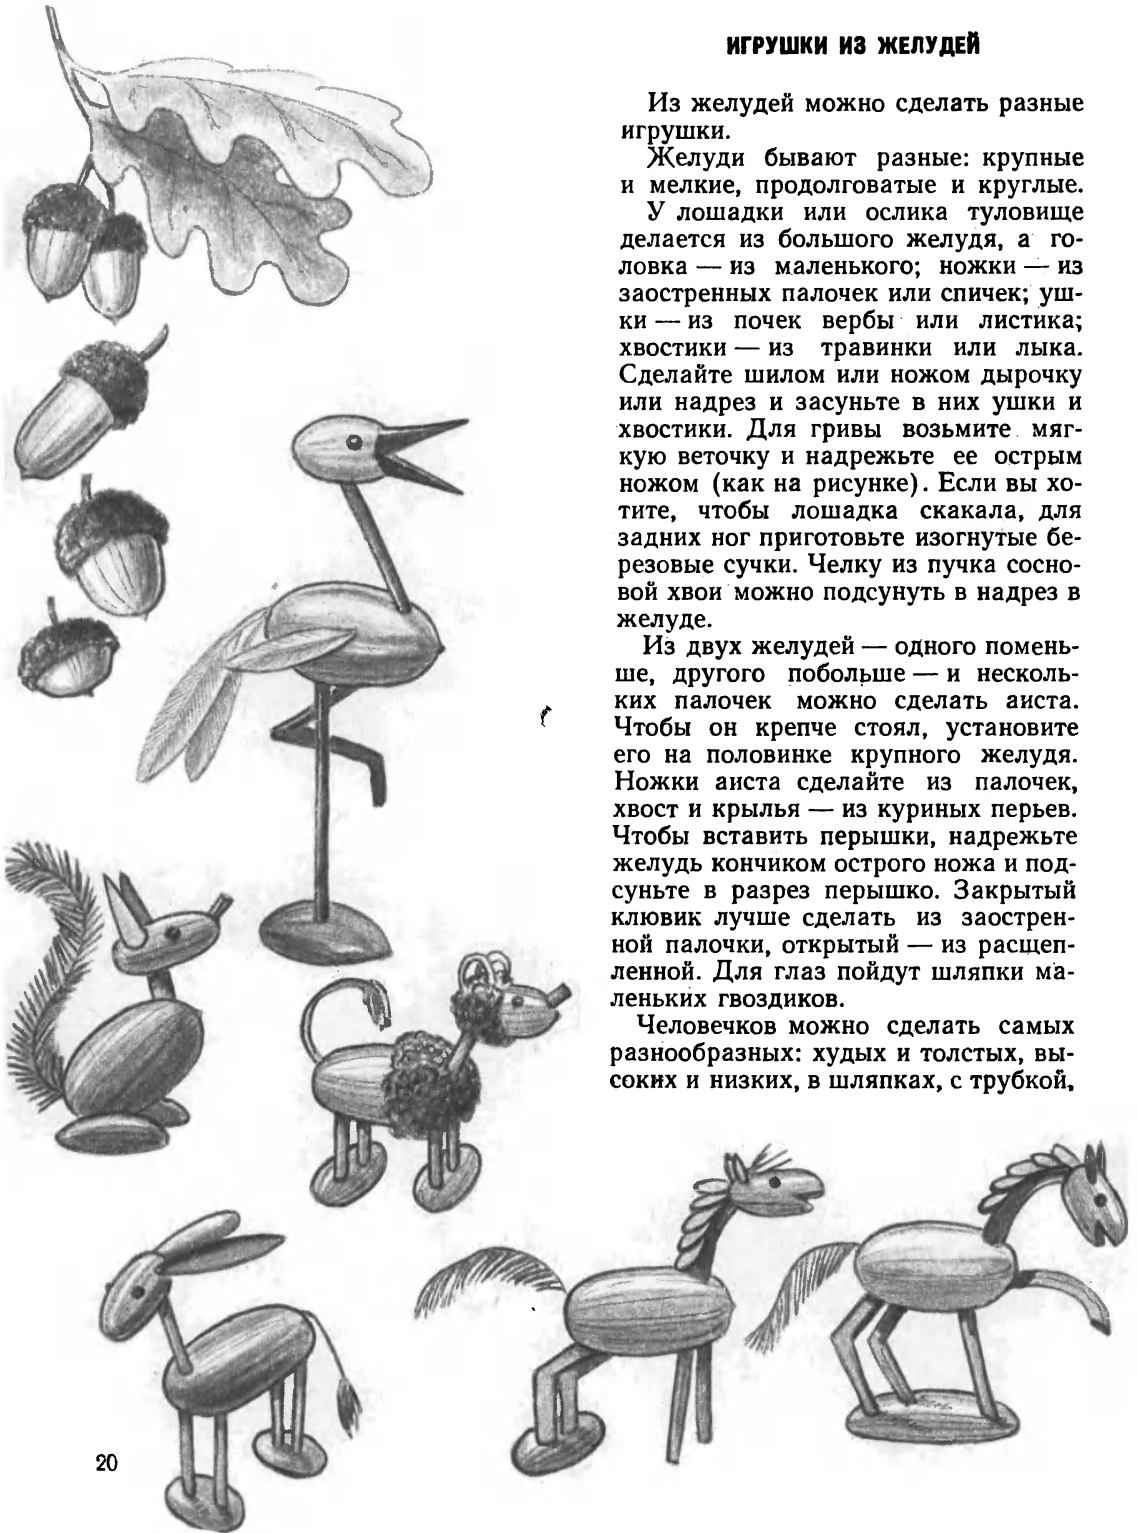 ИГРУШКИ ИЗ ЖЕЛУДЕЙ
Из желудей можно сделать разные
игрушки.
Желуди бывают разные: крупные
и мелкие, продолговатые и круглые.
У лошадки или ослика туловище
делается из большого желудя, а го-
ловка — из маленького; ножки — из
заостренных палочек или спичек; уш-
ки — из почек вербы или листика;
хвостики — из травинки или лыка.
Сделайте шилом или ножом дырочку
или надрез и засуньте в них ушки и
хвостики. Для гривы возьмите мяг-
кую веточку и надрежьте ее острым
ножом (как на рисунке). Если вы хо-
тите, чтобы лошадка скакала, для
задних ног приготовьте изогнутые бе-
резовые сучки. Челку из пучка сосно-
вой хвои можно подсунуть в надрез в
желуде.
Из двух желудей — одного помень-
ше, другого побольше — и несколь-
ких палочек можно сделать аиста.
Чтобы он крепче стоял, установите
его на половинке крупного желудя.
Ножки аиста сделайте из палочек,
хвост и крылья — из куриных перьев.
Чтобы вставить перышки, надрежьте
желудь кончиком острого ножа и под-
суньте в разрез перышко. Закрытый
клювик лучше сделать из заострен-
ной палочки, открытый — из расщеп-
ленной. Для глаз пойдут шляпки ма-
леньких гвоздиков.
Человечков можно сделать самых
разнообразных: худых и толстых, вы-
соких и низких, в шляпках, с трубкой,
20